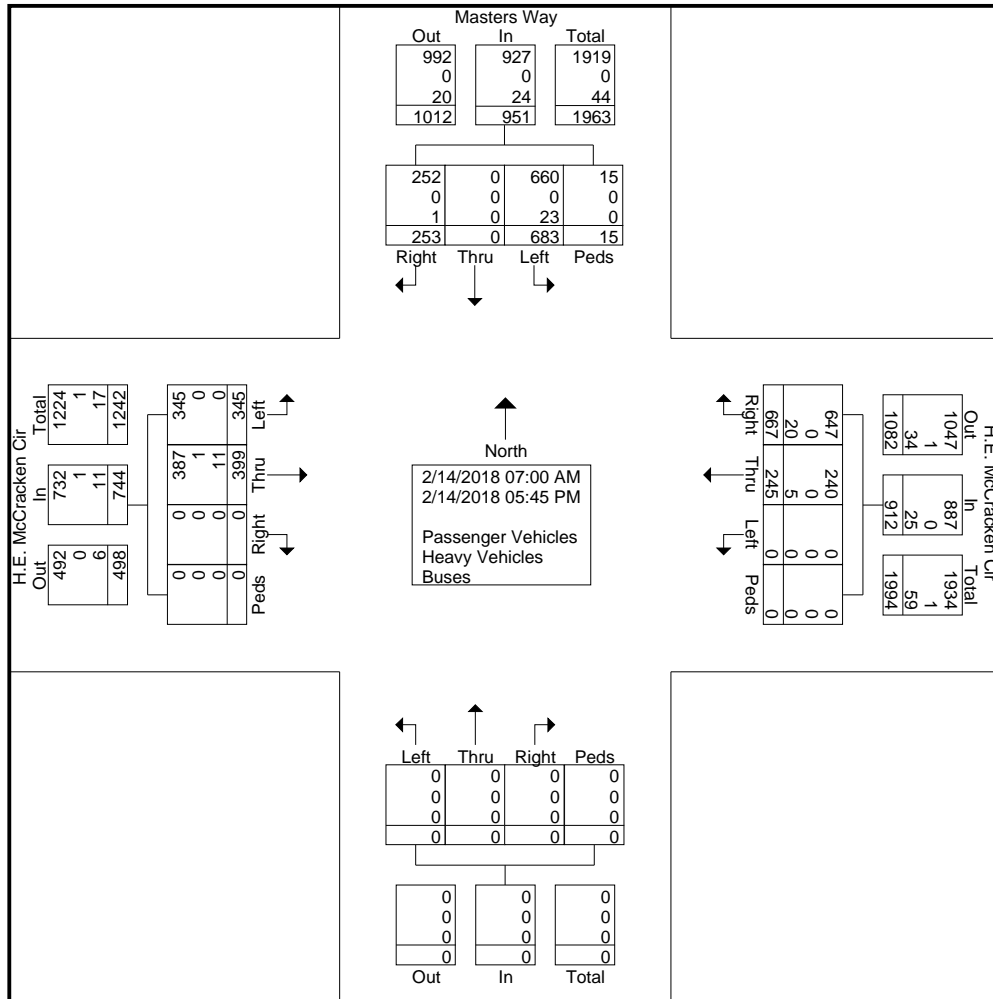 Masters Way
Out In Total
992 927 1919
0 0 0
20 24 44
1012 951 1963
252 0 660 15
0 0 0 0
1 0 23 0
253 0 683 15
Right Thru Left Peds
H.E. McCracken Cir
Total In Out
1224 732 492
1 1 0
17 11 6
1242 744 498
Left Thru Right Peds
345 387 0 0
0 1 0 0
0 11 0 0
345 399 0 0
North
2/14/2018 07:00 AM
2/14/2018 05:45 PM
Passenger Vehicles
Heavy Vehicles
Buses
Right Thru Left Peds
647 240 0 0
0 0 0 0
20 5 0 0
667 245 0 0
H.E. McCracken Cir
Out In Total
1047 887 1934
1 0 1
34 25 59
1082 912 1994
Left Thru Right Peds
0 0 0 0
0 0 0 0
0 0 0 0
0 0 0 0
0 0 0
0 0 0
0 0 0
0 0 0
Out In Total